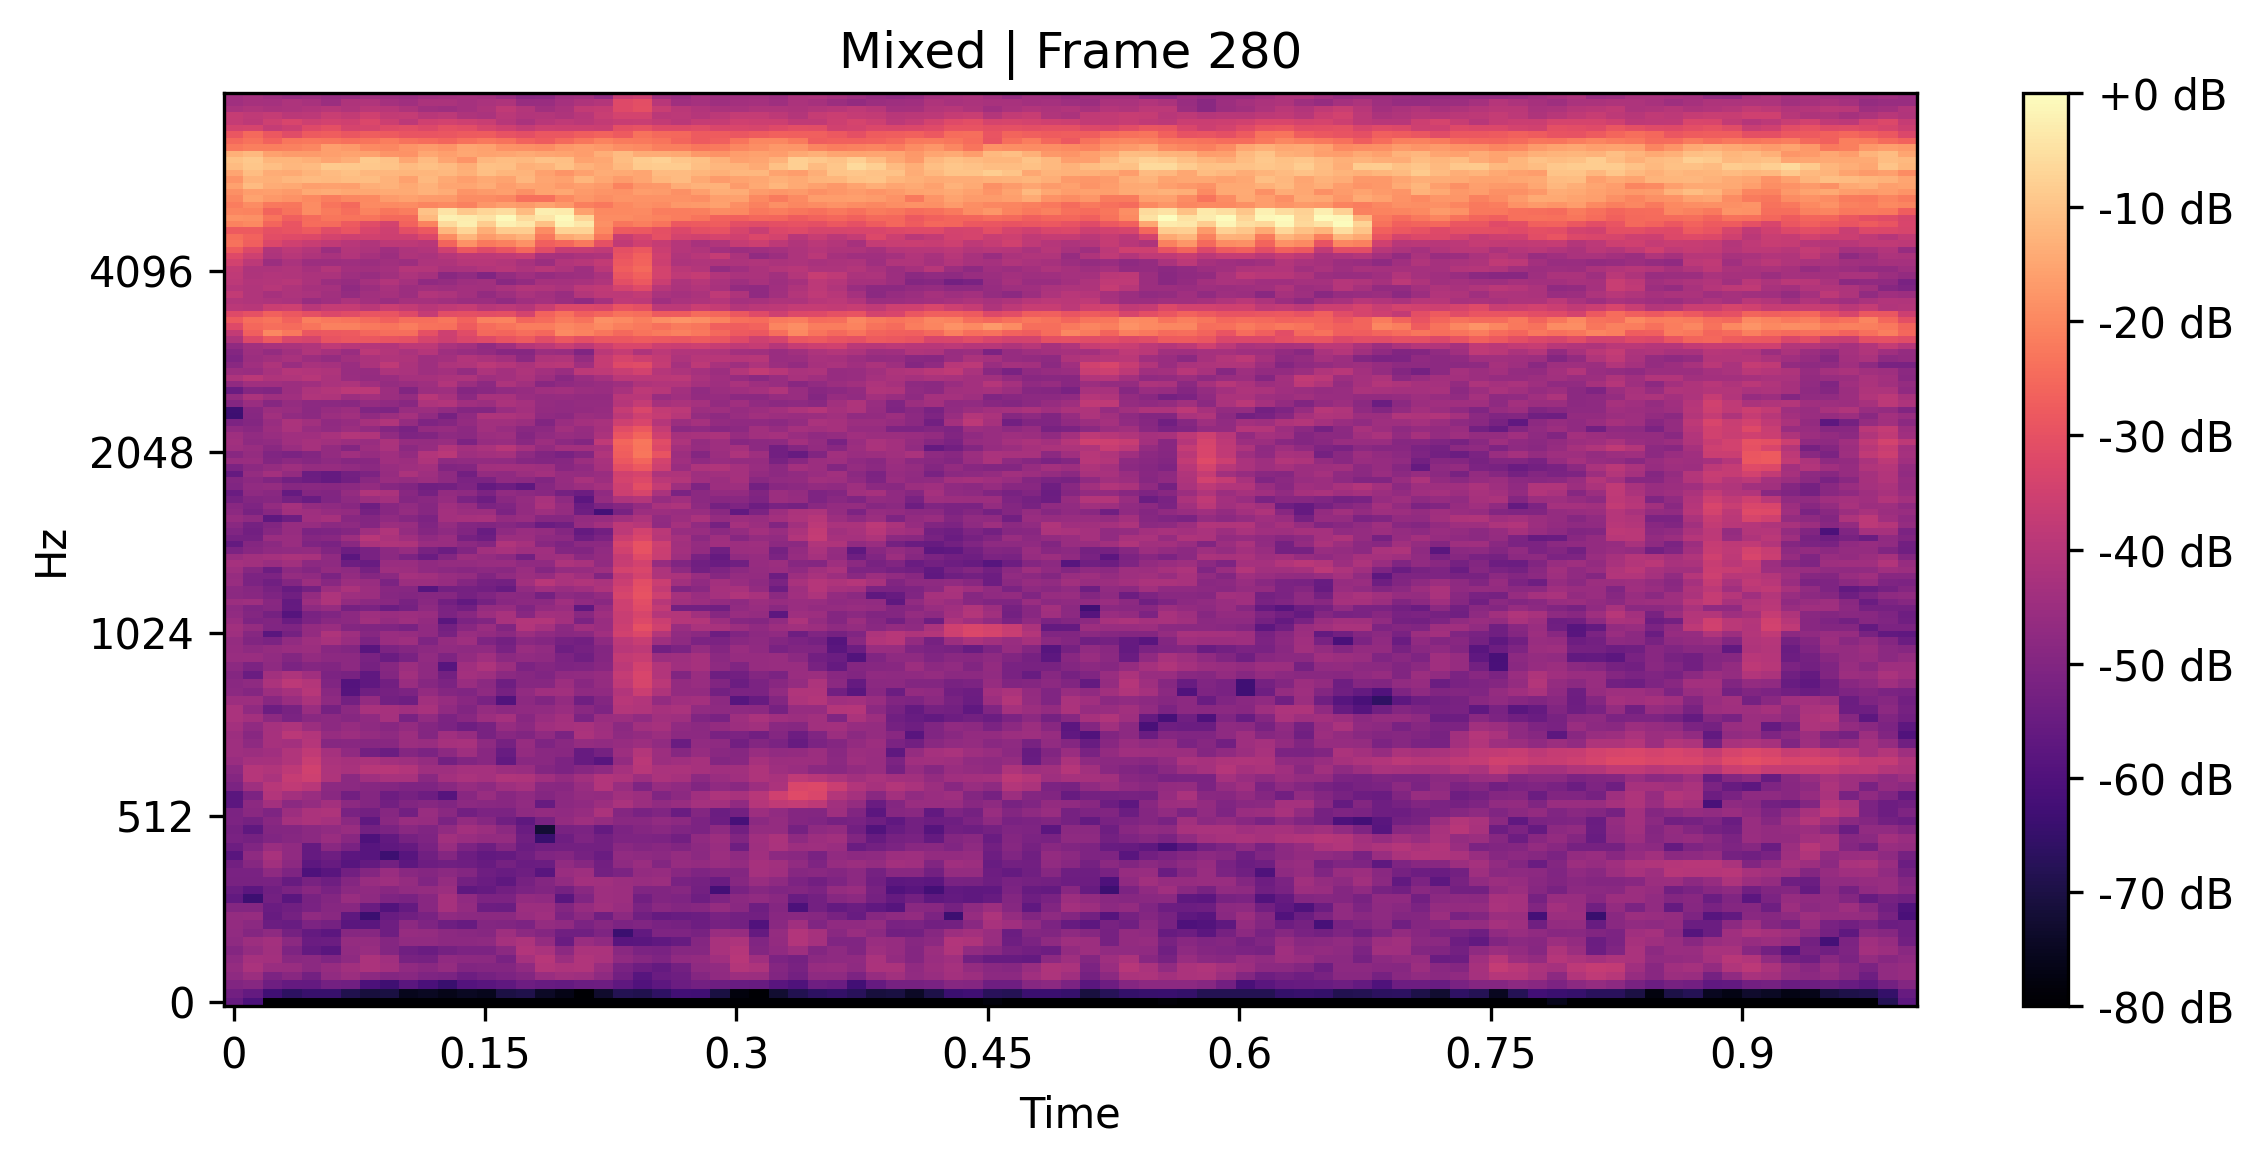 Mixed | Frame 280
+0 dB
-10 dB
-20 dB
-30 dB
-40 dB
-50 dB
-60 dB
-70 dB
-80 dB
Hz
4096
2048
1024
512
0
0 0.15 0.3 0.45 0.6 0.75 0.9
Time